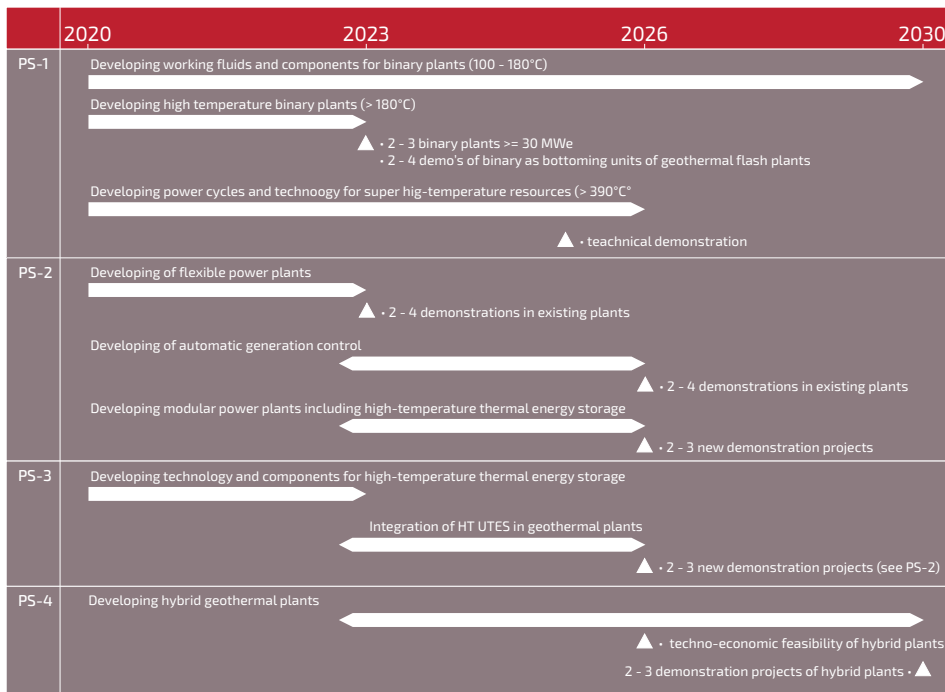 2020 2023 2026 2030
PS-1
Developing working fluids and components for binary plants (100 - 180°C)
Developing high temperature binary plants (> 180°C)
• 2 - 3 binary plants >= 30 MWe
• 2 - 4 demo's of binary as bottoming units of geothermal flash plants
Developing power cycles and technoogy for super hig-temperature resources (> 390°C°
• teachnical demonstration
PS-2
Developing of flexible power plants
• 2 - 4 demonstrations in existing plants
Developing of automatic generation control
• 2 - 4 demonstrations in existing plants
Developing modular power plants including high-temperature thermal energy storage
• 2 - 3 new demonstration projects
PS-3
Developing technology and components for high-temperature thermal energy storage
Integration of HT UTES in geothermal plants
• 2 - 3 new demonstration projects (see PS-2)
PS-4
Developing hybrid geothermal plants
• techno-economic feasibility of hybrid plants
2 - 3 demonstration projects of hybrid plants •